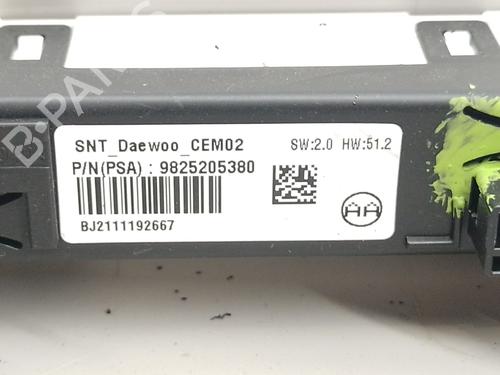 B-PARTS
SNT_Daewoo_CEM02 SW:2.0 HW:51.2
P/N(PSA) : 9825205380
BJ2111192667
AA